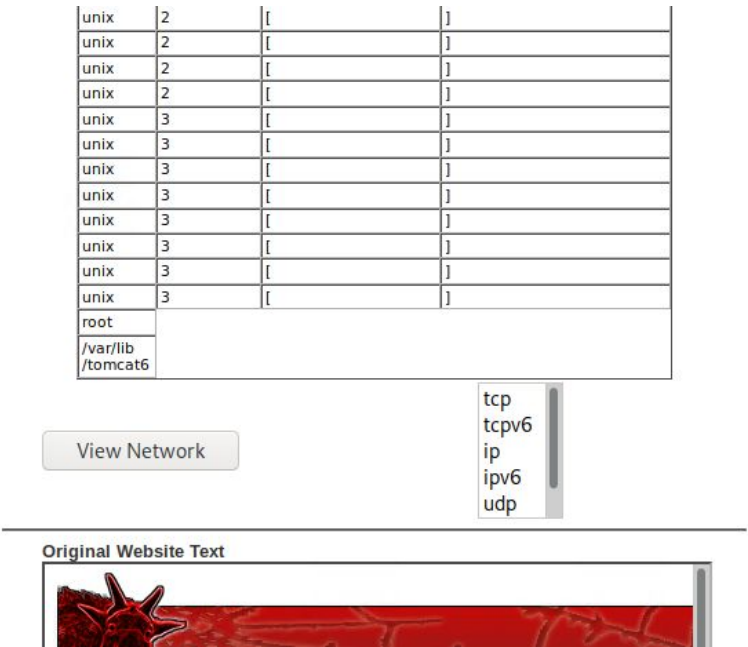 unix 2 [ ]
unix 2 [ ]
unix 2 [ ]
unix 2 [ ]
unix 3 [ ]
unix 3 [ ]
unix 3 [ ]
unix 3 [ ]
unix 3 [ ]
unix 3 [ ]
unix 3 [ ]
unix 3 [ ]
root
/var/lib
/tomcat6
tcp
tcpv6
View Network
ip
ipv6
udp
Original Website Text